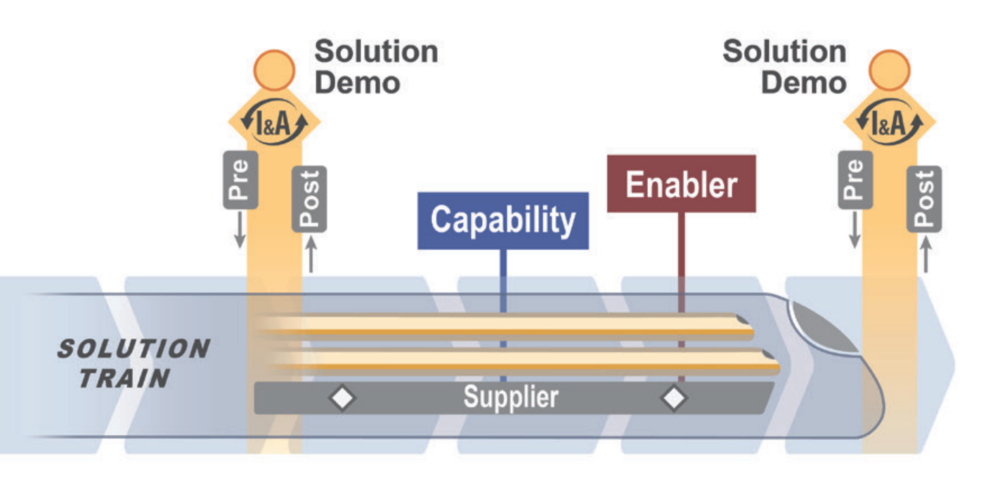 Solution
Demo
Solution
Demo
I&A
I&A
Pre
Post
Pre
Post
Enabler
Capability
SOLUTION
TRAIN
Supplier